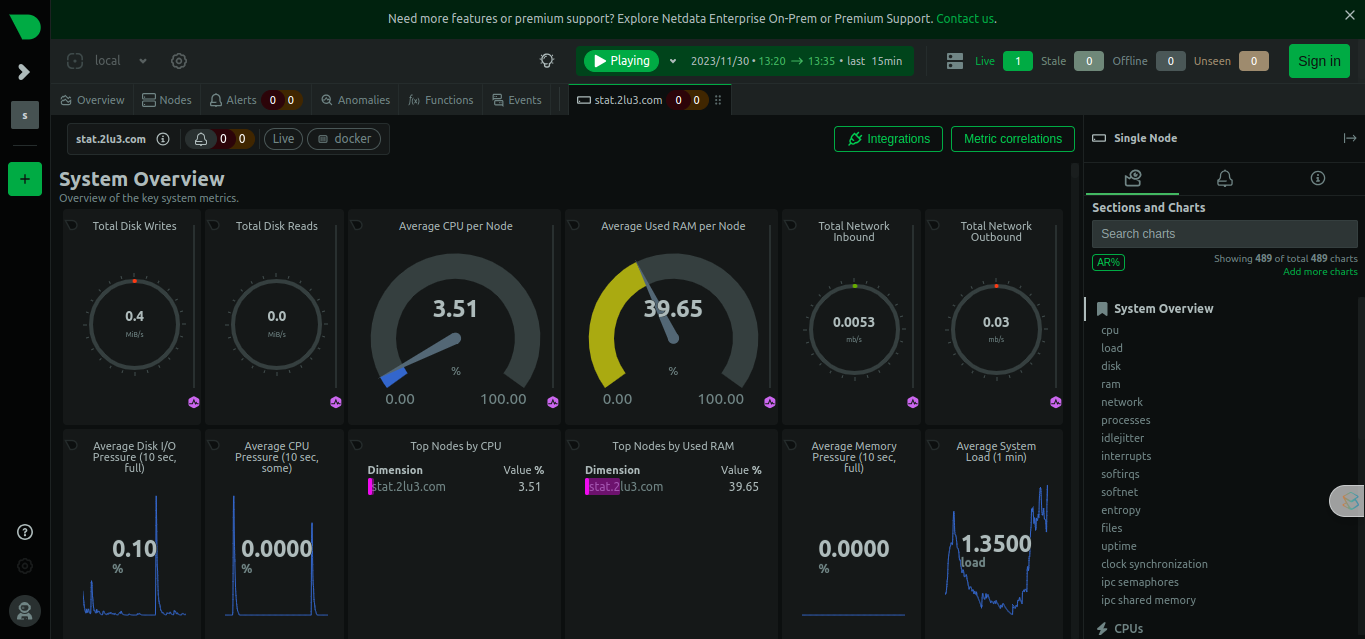 Need more features or premium support? Explore Netdata Enterprise On-Prem or Premium Support. Contact us.
local
Playing 2023/11/30 • 13:20 → 13:35 • last 15min
Live 1 Stale 0 Offline 0 Unseen 0
Sign in
s
+
Overview Nodes Alerts 0 0 Anomalies f(x) Functions Events stat.2lu3.com 0 0
stat.2lu3.com 0 0 Live docker
Integrations Metric correlations
System Overview
Overview of the key system metrics.
Total Disk Writes
0.4
MiB/s
Total Disk Reads
0.0
MiB/s
Average CPU per Node
3.51
%
0.00 100.00
Average Used RAM per Node
39.65
%
0.00 100.00
Total Network
Inbound
0.0053
mb/s
Total Network
Outbound
0.03
mb/s
Average Disk I/O
Pressure (10 sec,
full)
0.10
%
Average CPU
Pressure (10 sec,
some)
0.0000
%
Top Nodes by CPU
Dimension Value %
stat.2lu3.com 3.51
Top Nodes by Used RAM
Dimension Value %
stat.2lu3.com 39.65
Average Memory
Pressure (10 sec,
full)
0.0000
%
Average System
Load (1 min)
1.3500
load
Single Node
Sections and Charts
Search charts
AR%
Showing 489 of total 489 charts
Add more charts
System Overview
cpu
load
disk
ram
network
processes
idlejitter
interrupts
softirqs
softnet
entropy
files
uptime
clock synchronization
ipc semaphores
ipc shared memory
CPUs